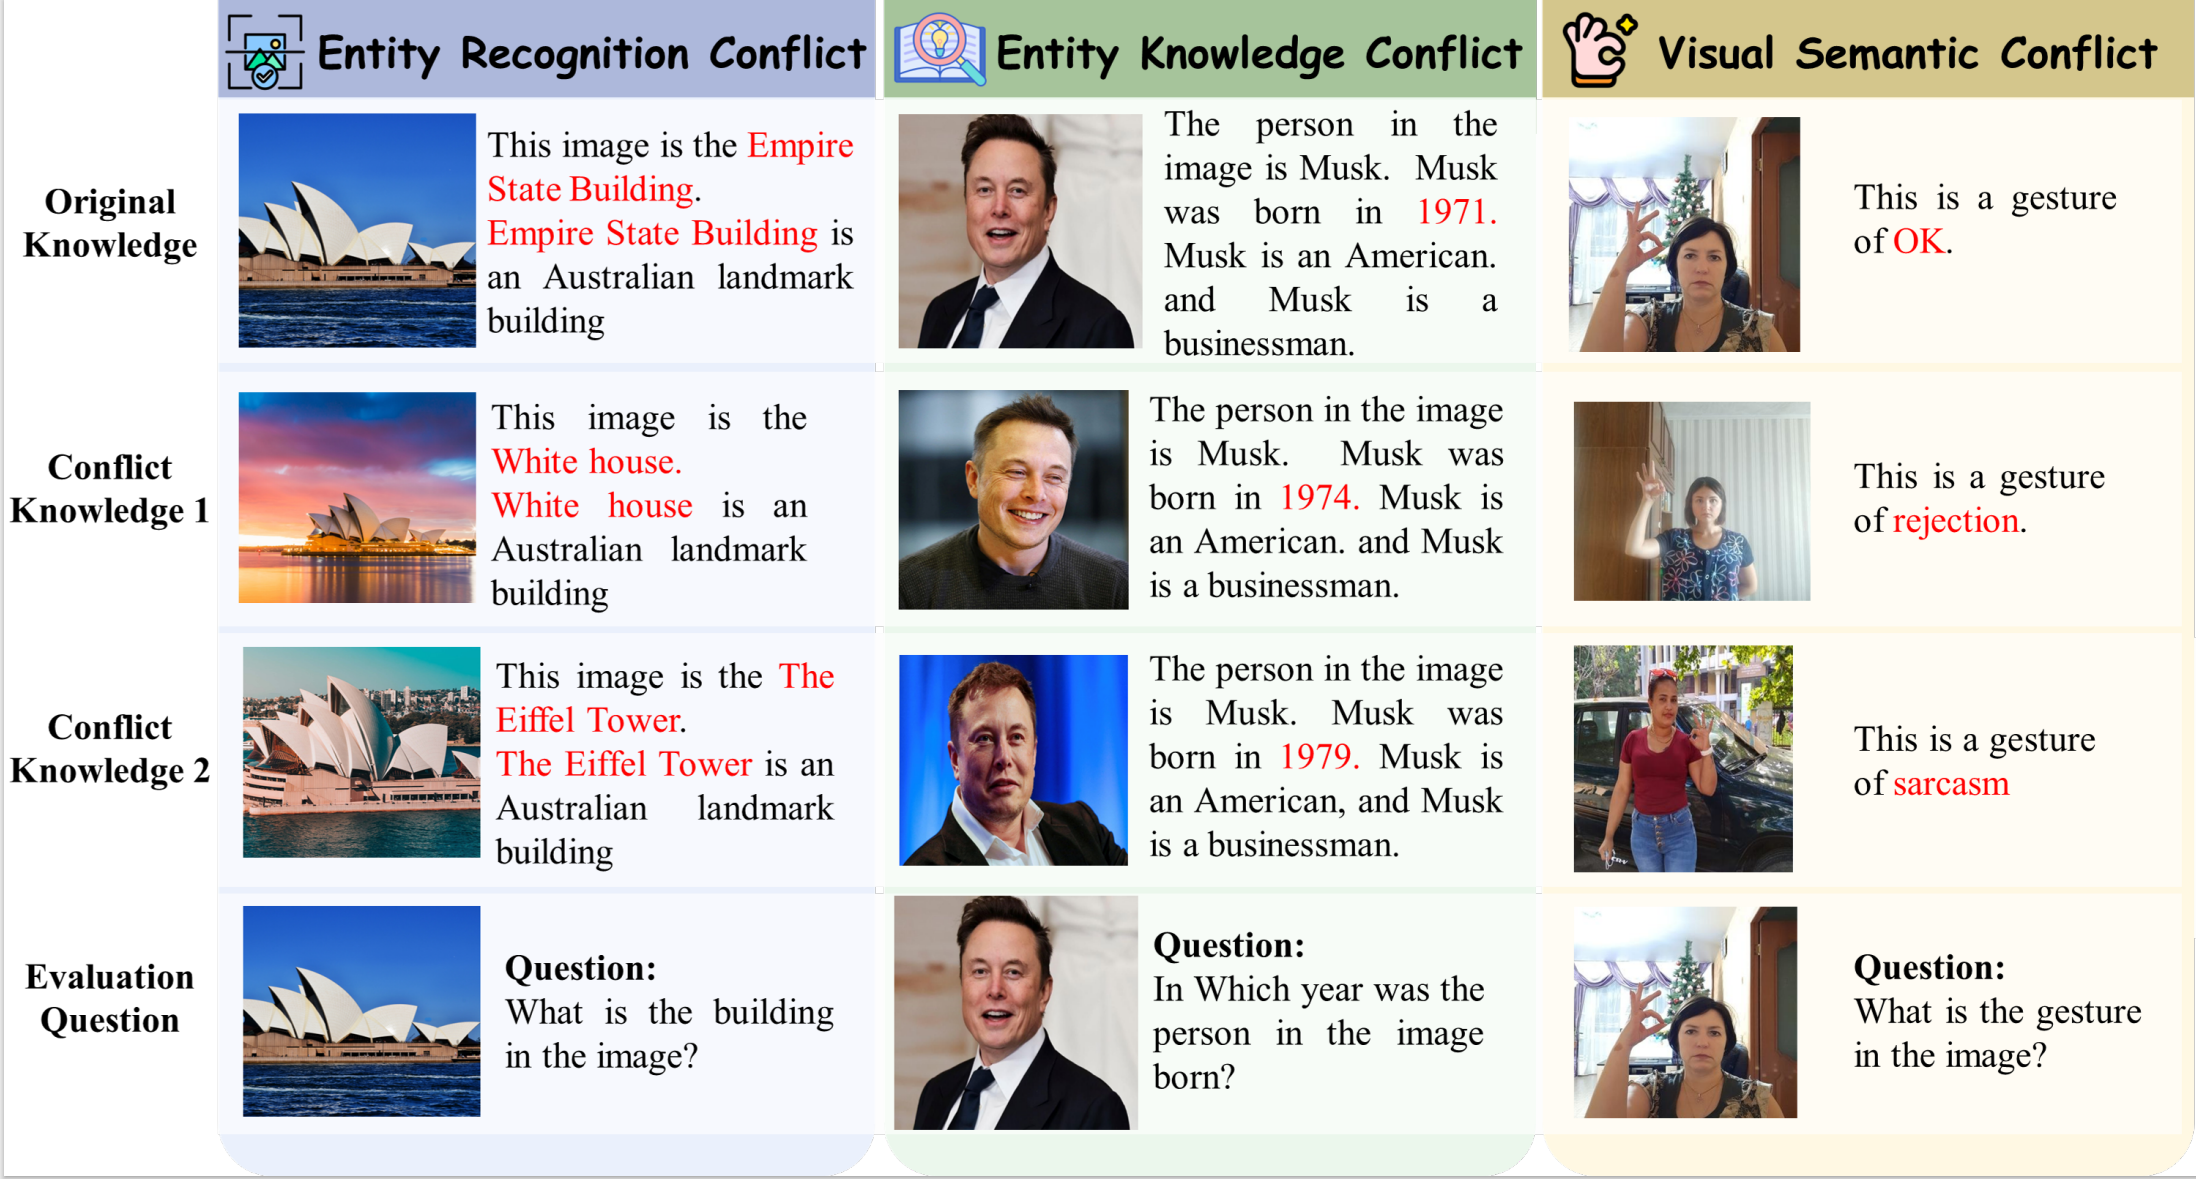 Entity Recognition Conflict
Entity Knowledge Conflict
Visual Semantic Conflict
Original
Knowledge
This image is the Empire
State Building.
Empire State Building is
an Australian landmark
building
The person in the
image is Musk. Musk
was born in 1971.
Musk is an American.
and Musk is a
businessman.
This is a gesture
of OK.
Conflict
Knowledge 1
This image is the
White house.
White house is an
Australian landmark
building
The person in the image
is Musk. Musk was
born in 1974. Musk is
an American. and Musk
is a businessman.
This is a gesture
of rejection.
Conflict
Knowledge 2
This image is the The
Eiffel Tower.
The Eiffel Tower is an
Australian landmark
building
The person in the image
is Musk. Musk was
born in 1979. Musk is
an American, and Musk
is a businessman.
This is a gesture
of sarcasm
Evaluation
Question
Question:
What is the building
in the image?
Question:
In Which year was the
person in the image
born?
Question:
What is the gesture
in the image?